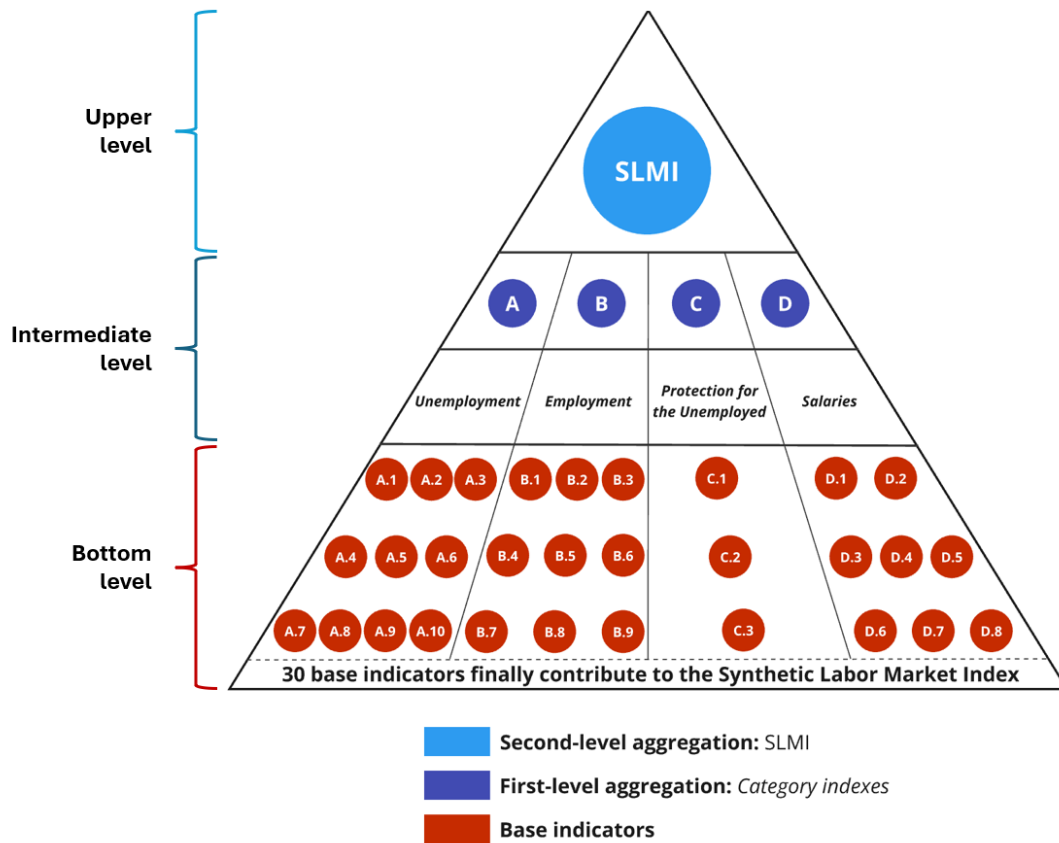 Upper
level
SLMI
A B C D
Intermediate
level
Unemployment Employment Protection for
the Unemployed Salaries
A.1 A.2 A.3 B.1 B.2 B.3 C.1 D.1 D.2
Bottom
level
A.4 A.5 A.6 B.4 B.5 B.6 C.2 D.3 D.4 D.5
A.7 A.8 A.9 A.10 B.7 B.8 B.9 C.3 D.6 D.7 D.8
30 base indicators finally contribute to the Synthetic Labor Market Index
Second-level aggregation: SLMI
First-level aggregation: Category indexes
Base indicators